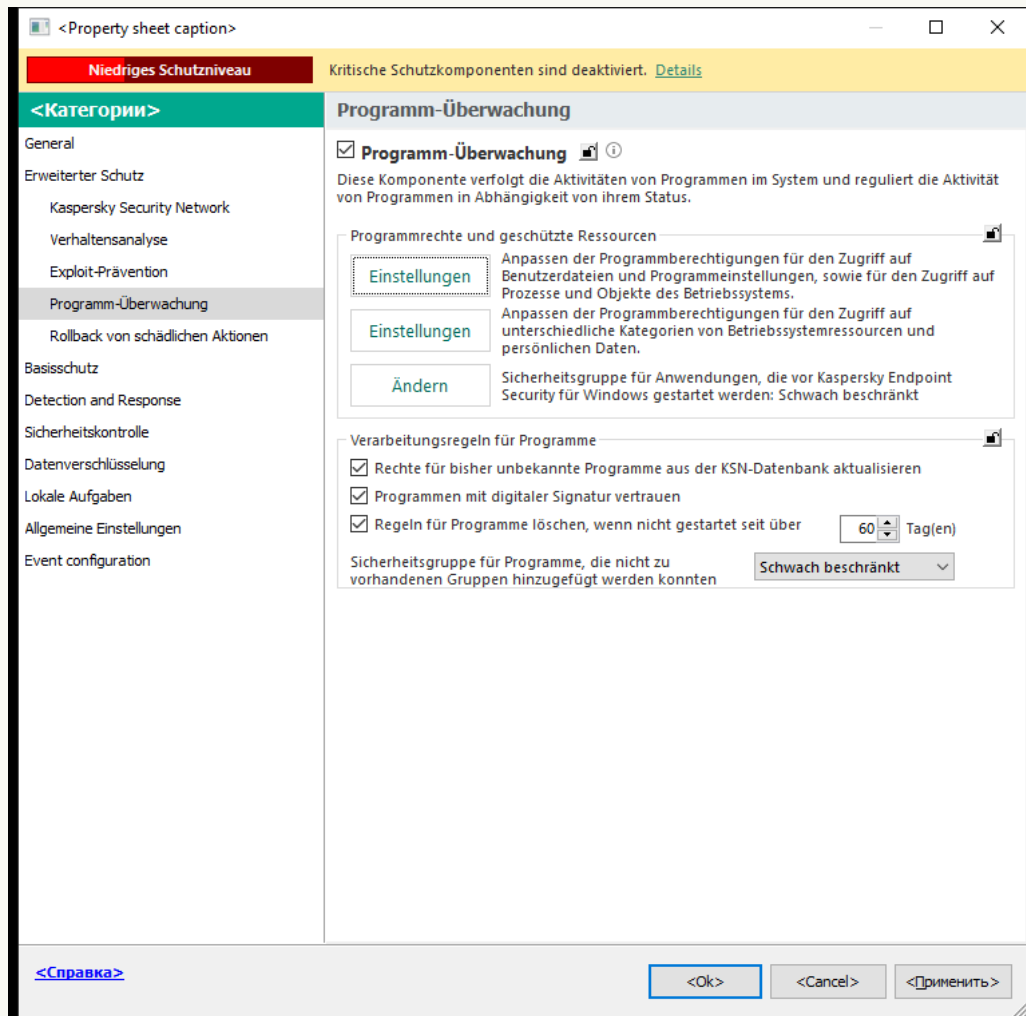 <Property sheet caption>
Niedriges Schutzniveau
Kritische Schutzkomponenten sind deaktiviert. Details
<Категории>
General
Erweiterter Schutz
Kaspersky Security Network
Verhaltensanalyse
Exploit-Prävention
Programm-Überwachung
Rollback von schädlichen Aktionen
Basisschutz
Detection and Response
Sicherheitskontrolle
Datenverschlüsselung
Lokale Aufgaben
Allgemeine Einstellungen
Event configuration
Programm-Überwachung
Programm-Überwachung
Diese Komponente verfolgt die Aktivitäten von Programmen im System und reguliert die Aktivität
von Programmen in Abhängigkeit von ihrem Status.
Programmrechte und geschützte Ressourcen
Einstellungen
Anpassen der Programmberechtigungen für den Zugriff auf
Benutzerdateien und Programmeinstellungen, sowie für den Zugriff auf
Prozesse und Objekte des Betriebssystems.
Einstellungen
Anpassen der Programmberechtigungen für den Zugriff auf
unterschiedliche Kategorien von Betriebssystemressourcen und
persönlichen Daten.
Ändern
Sicherheitsgruppe für Anwendungen, die vor Kaspersky Endpoint
Security für Windows gestartet werden: Schwach beschränkt
Verarbeitungsregeln für Programme
Rechte für bisher unbekannte Programme aus der KSN-Datenbank aktualisieren
Programmen mit digitaler Signatur vertrauen
Regeln für Programme löschen, wenn nicht gestartet seit über 60 Tag(en)
Sicherheitsgruppe für Programme, die nicht zu
vorhandenen Gruppen hinzugefügt werden konnten
Schwach beschränkt
<Справка>
<Ok> <Cancel> <Применить>